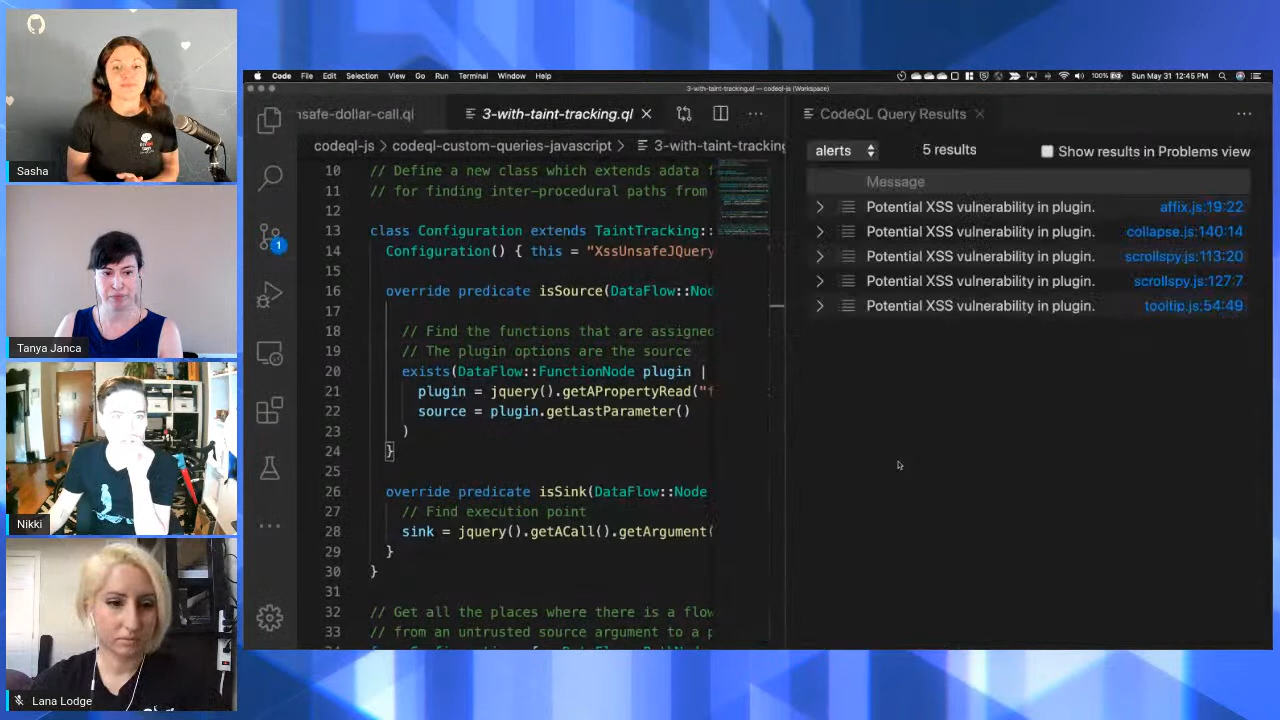 Sasha
Tanya Janca
Nikki
Lana Lodge
Code File Edit Selection View Go Run Terminal Window Help
100% Sun May 31 12:45 PM
3-with-taint-tracking.ql — codeql-js (Workspace)
nsafe-dollar-call.ql
3-with-taint-tracking.ql
codeql-js > codeql-custom-queries-javascript > 3-with-taint-tracking
1
10 // Define a new class which extends adata f
11 // for finding inter-procedural paths from
12
13 class Configuration extends TaintTracking::
14 Configuration() { this = "XssUnsafeJQuery
15
16 override predicate isSource(DataFlow::Nod
17
18 // Find the functions that are assigned
19 // The plugin options are the source
20 exists(DataFlow::FunctionNode plugin |
21 plugin = jquery().getAPropertyRead("f
22 source = plugin.getLastParameter()
23 )
24 }
25
26 override predicate isSink(DataFlow::Node
27 // Find execution point
28 sink = jquery().getACall().getArgument(
29 }
30 }
31
32 // Get all the places where there is a flow
33 // from an untrusted source argument to a p
CodeQL Query Results
alerts 5 results Show results in Problems view
Message
Potential XSS vulnerability in plugin. affix.js:19:22
Potential XSS vulnerability in plugin. collapse.js:140:14
Potential XSS vulnerability in plugin. scrollspy.js:113:20
Potential XSS vulnerability in plugin. scrollspy.js:127:7
Potential XSS vulnerability in plugin. tooltip.js:54:49